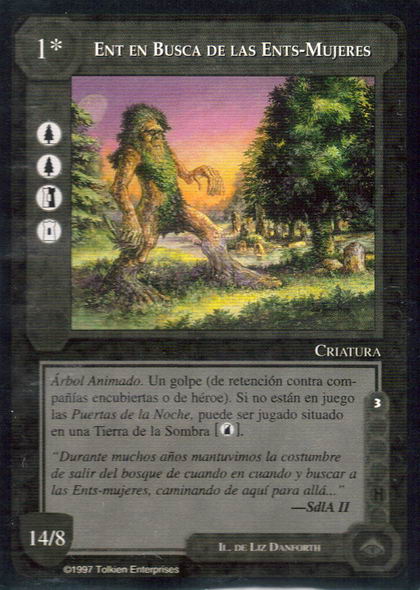 1*
ENT EN BUSCA DE LAS ENTS-MUJERES
CRIATURA
Árbol Animado. Un golpe (de retención contra com-
pañías encubiertas o de héroe). Si no están en juego
las Puertas de la Noche, puede ser jugado situado
en una Tierra de la Sombra [ ].
3
“Durante muchos años mantuvimos la costumbre
de salir del bosque de cuando en cuando y buscar a
las Ents-mujeres, caminando de aquí para allá...”
—SdlA II
14/8
IL. DE LIZ DANFORTH
©1997 Tolkien Enterprises